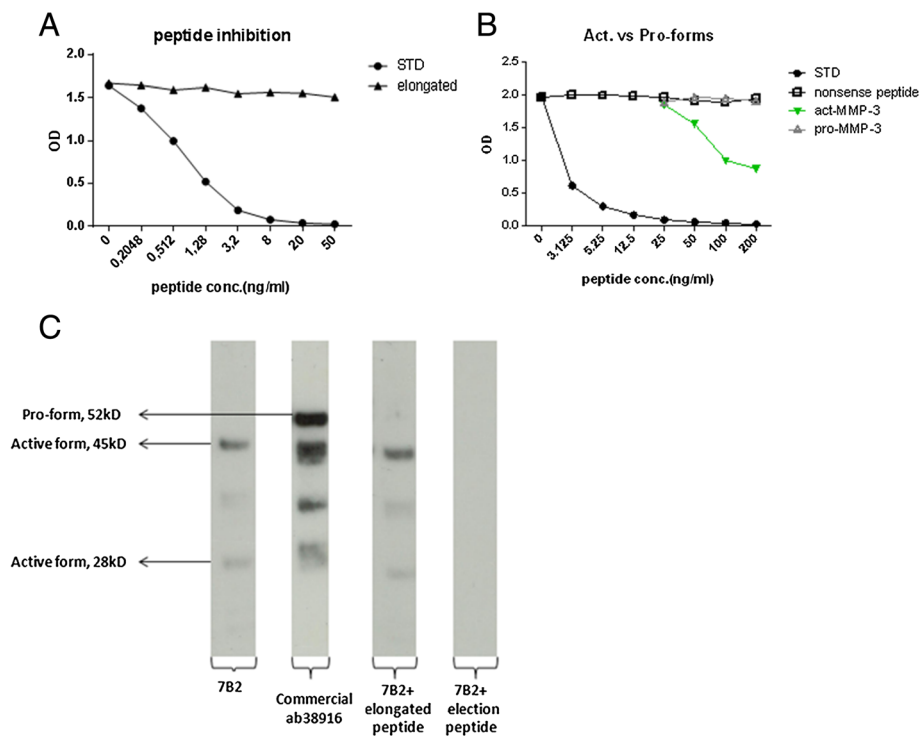 A
peptide inhibition
2.0
1.5
1.0
0.5
0.0
OD
0
0,2048
0,512
1,28
3,2
8
20
50
peptide conc.(ng/ml)
STD
elongated
B
Act. vs Pro-forms
2.5
2.0
1.5
1.0
0.5
0.0
OD
0
3.125
5.25
12.5
25
50
100
200
peptide conc.(ng/ml)
STD
nonsense peptide
act-MMP-3
pro-MMP-3
C
Pro-form, 52kD
Active form, 45kD
Active form, 28kD
7B2
Commercial
ab38916
7B2+
elongated
peptide
7B2+
election
peptide